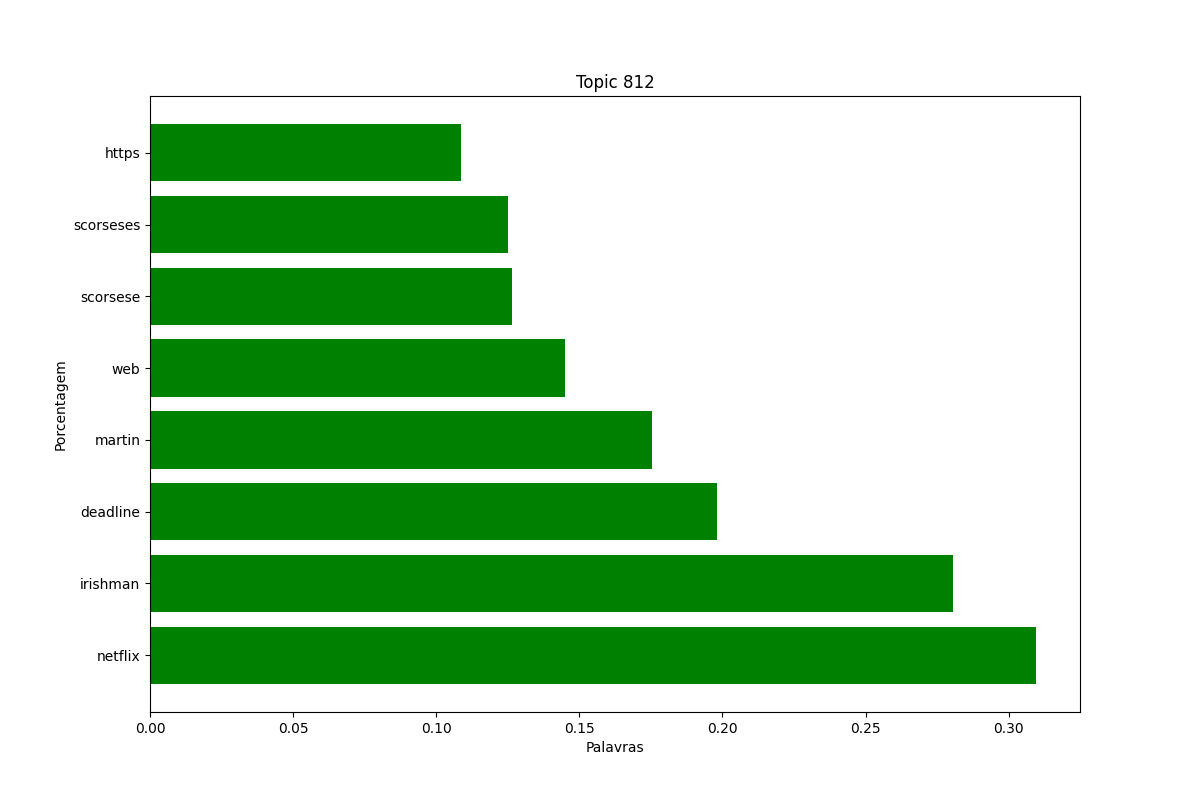 Topic 812
https
scorseses
scorsese
web
martin
deadline
irishman
netflix
Porcentagem
0.00 0.05 0.10 0.15 0.20 0.25 0.30
Palavras